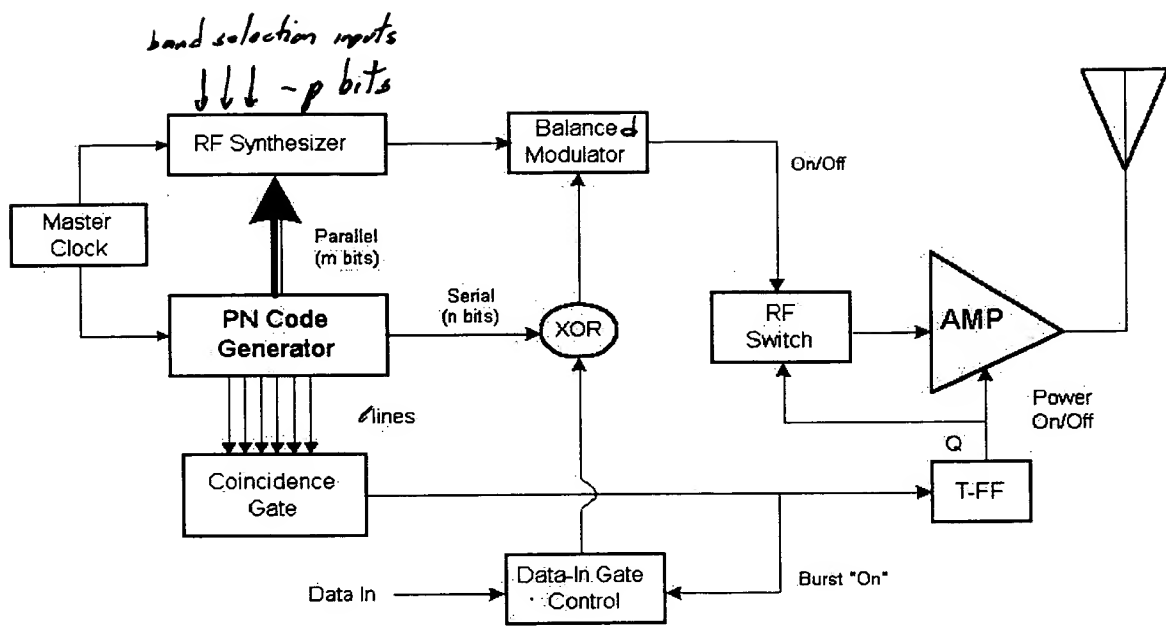 band selection inputs
~p bits
RF Synthesizer
Balanced
Modulator
On/Off
Master
Clock
Parallel
(m bits)
PN Code
Generator
Serial
(n bits)
XOR
RF
Switch
AMP
Power
On/Off
ℓ lines
Q
Coincidence
Gate
T-FF
Data In
Data-In Gate
Control
Burst "On"